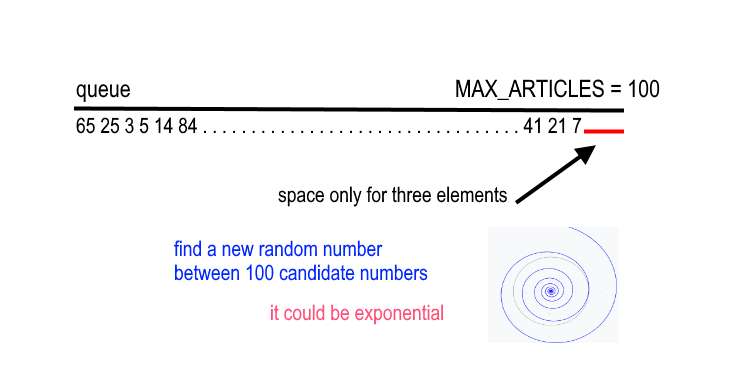 queue MAX_ARTICLES = 100
65 25 3 5 14 84 . . . . . . . . . . . . . . . . . . . . . . . . . . . . . . . . . 41 21 7
space only for three elements
find a new random number
between 100 candidate numbers
it could be exponential